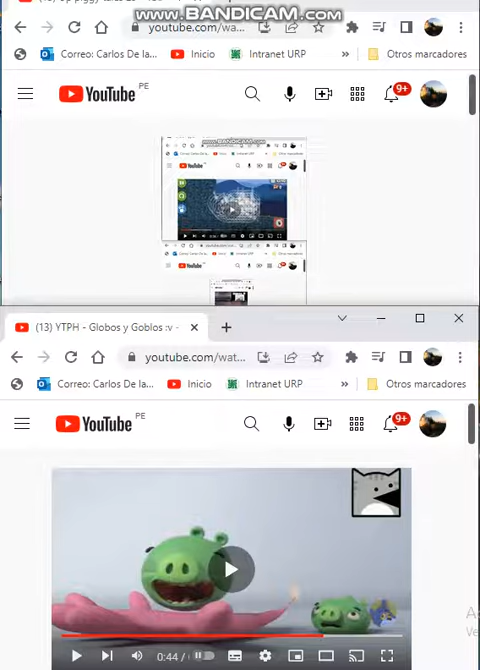 www.BANDICAM.com
youtube.com/wa...
Correo: Carlos De la...
Inicio
Intranet URP
»
Otros marcadores
YouTube PE
9+
(13) YTPH - Globos y Goblos :v -
youtube.com/wat...
Correo: Carlos De la...
Inicio
Intranet URP
»
Otros marcadores
YouTube PE
9+
0:44 /